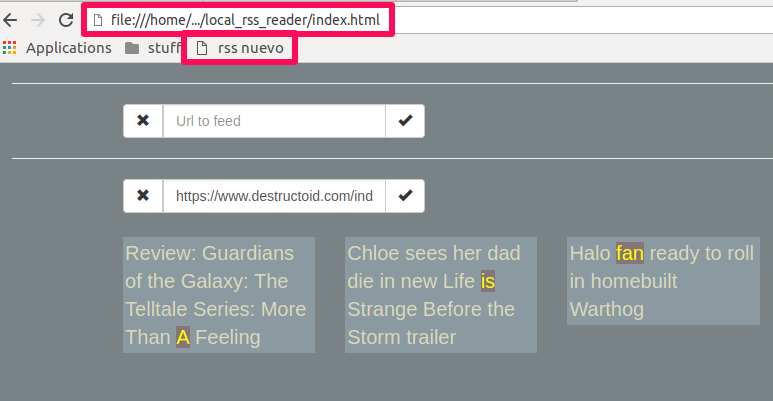 file:///home/.../local_rss_reader/index.html
Applications stuff rss nuevo
Url to feed
https://www.destructoid.com/ind
Review: Guardians
of the Galaxy: The
Telltale Series: More
Than A Feeling
Chloe sees her dad
die in new Life is
Strange Before the
Storm trailer
Halo fan ready to roll
in homebuilt
Warthog